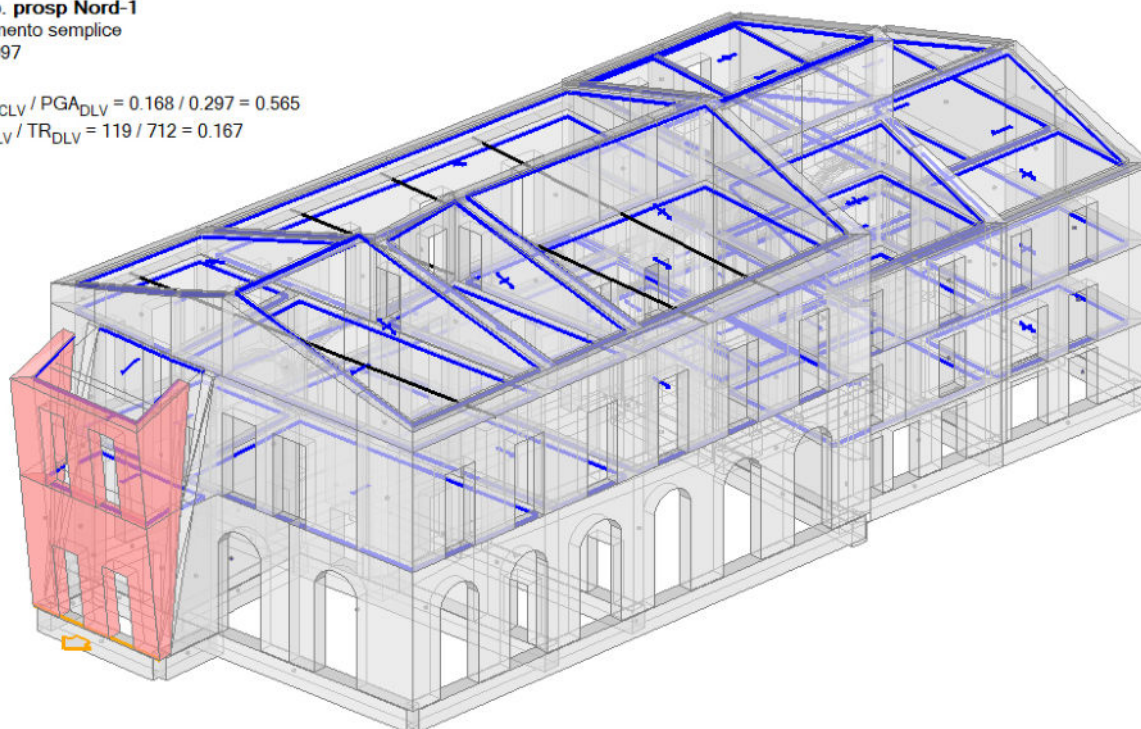 . prosp Nord-1
mento semplice
97
CLV / PGADLV = 0.168 / 0.297 = 0.565
LV / TRDLV = 119 / 712 = 0.167